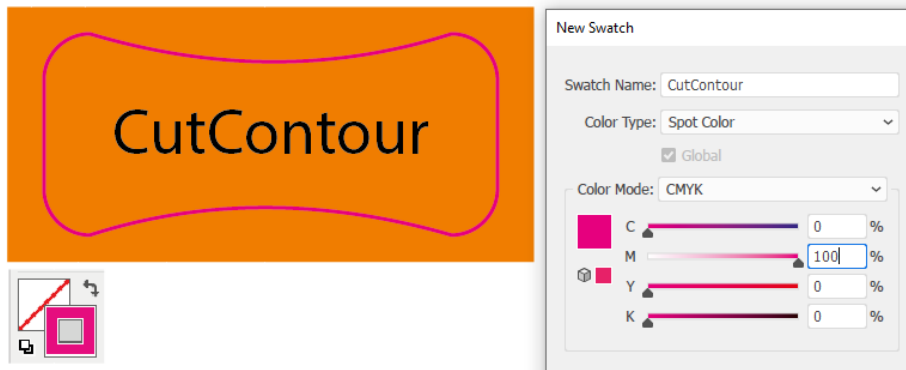 CutContour
New Swatch
Swatch Name: CutContour
Color Type: Spot Color
Global
Color Mode: CMYK
C 0 %
M 100 %
Y 0 %
K 0 %